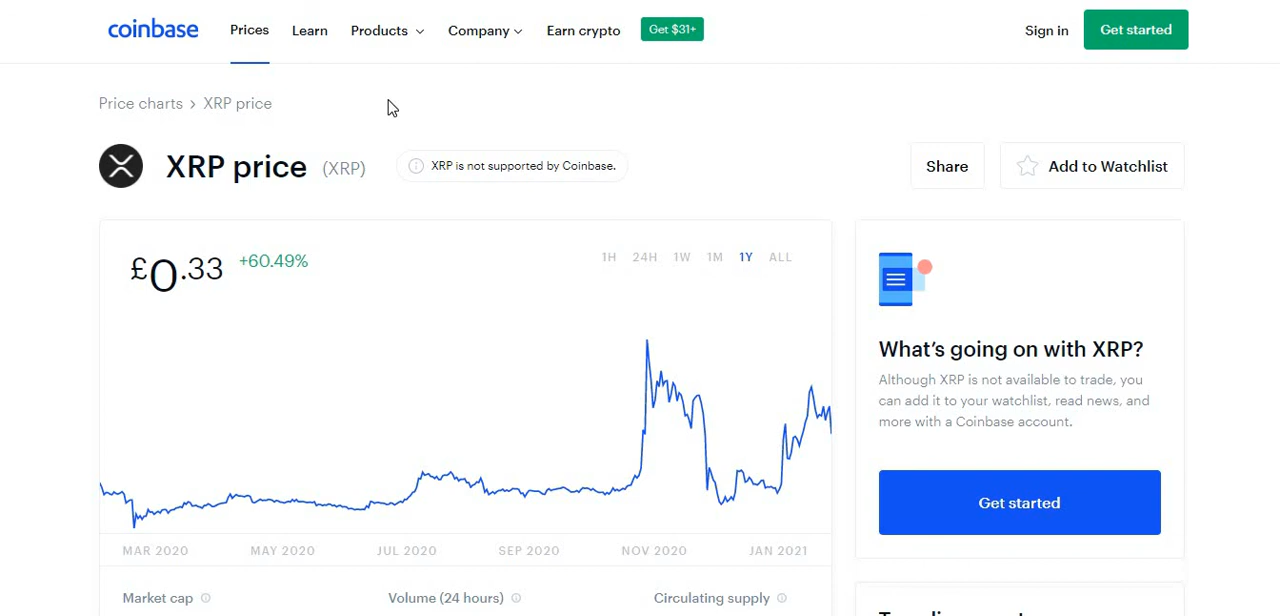 coinbase Prices Learn Products Company Earn crypto Get $31+ Sign in Get started
Price charts › XRP price
XRP price (XRP) XRP is not supported by Coinbase. Share Add to Watchlist
£0.33 +60.49% 1H 24H 1W 1M 1Y ALL
What's going on with XRP?
Although XRP is not available to trade, you
can add it to your watchlist, read news, and
more with a Coinbase account.
Get started
MAR 2020 MAY 2020 JUL 2020 SEP 2020 NOV 2020 JAN 2021
Market cap Volume (24 hours) Circulating supply